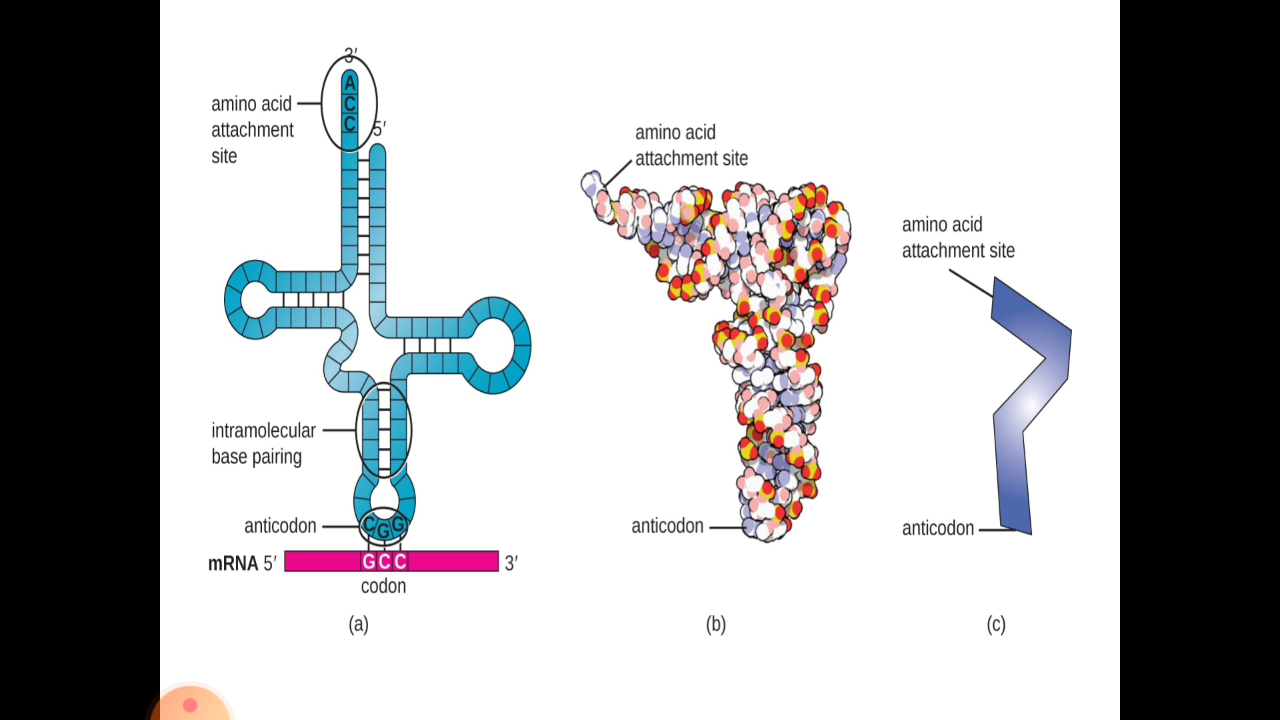 3′
A
C
C
5′
amino acid
attachment
site
intramolecular
base pairing
anticodon
C G G
mRNA 5′ G C C 3′
codon
(a)
amino acid
attachment site
anticodon
(b)
amino acid
attachment site
anticodon
(c)